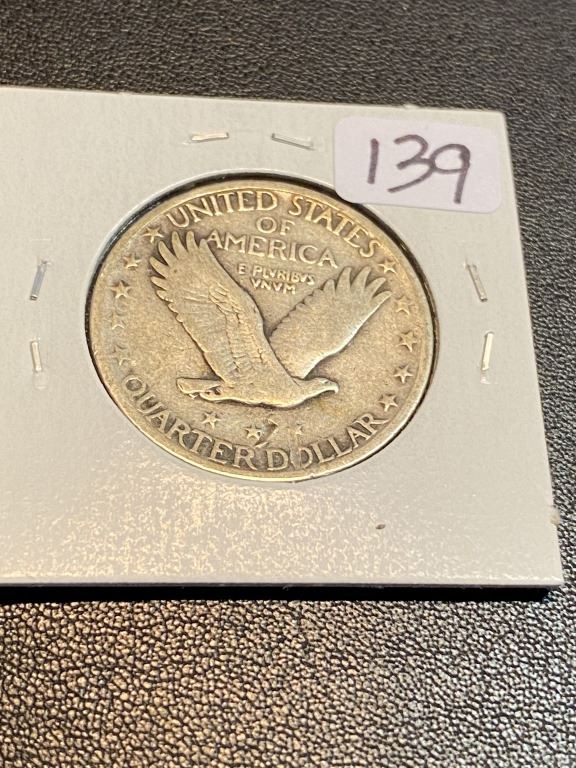 139
UNITED STATES
OF
AMERICA
E PLVRIBVS
VNVM
QUARTER DOLLAR